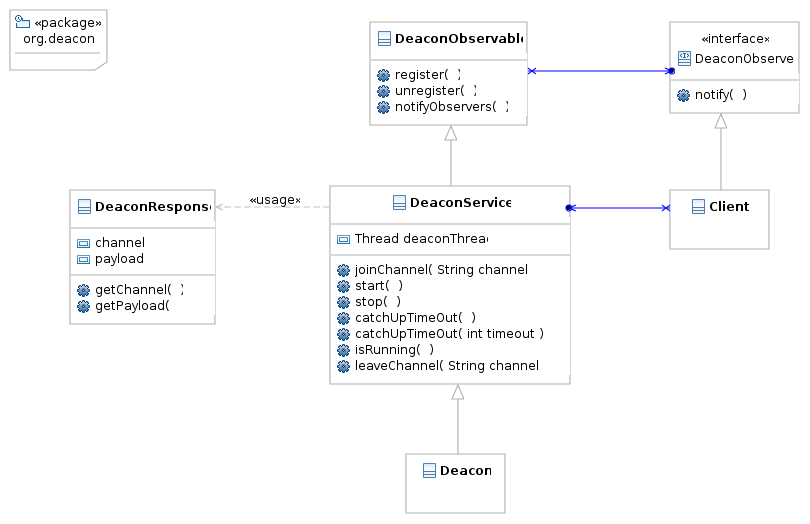 «package»
org.deacon
DeaconObservabl
register(  )
unregister(  )
notifyObservers(  )
«interface»
DeaconObserve
notify(  )
DeaconRespons
channel
payload
getChannel(  )
getPayload(
«usage»
DeaconService
Thread deaconThrea
joinChannel( String channel
start(  )
stop(  )
catchUpTimeOut(  )
catchUpTimeOut( int timeout )
isRunning(  )
leaveChannel( String channel
Client
Deacon